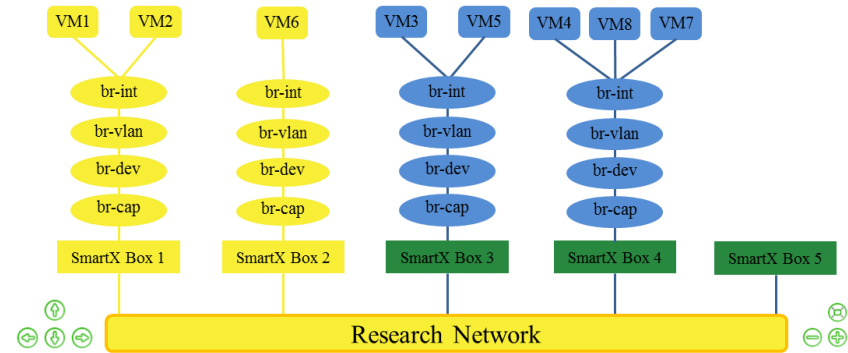 VM1 VM2 VM6 VM3 VM5 VM4 VM8 VM7
br-int br-int br-int br-int
br-vlan br-vlan br-vlan br-vlan
br-dev br-dev br-dev br-dev
br-cap br-cap br-cap br-cap
SmartX Box 1 SmartX Box 2 SmartX Box 3 SmartX Box 4 SmartX Box 5
Research Network